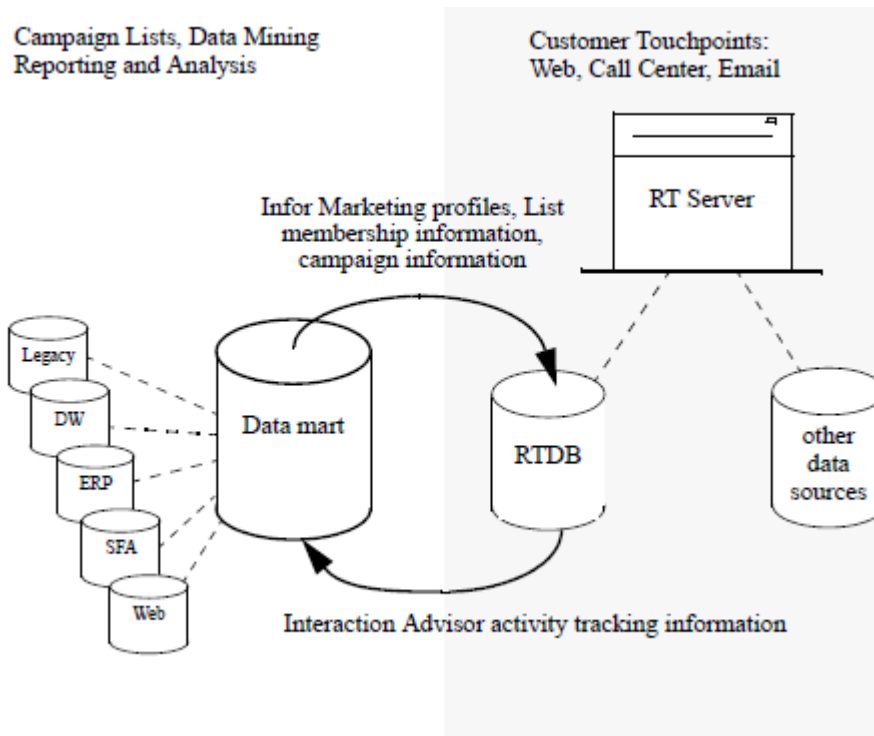 Campaign Lists, Data Mining
Reporting and Analysis
Customer Touchpoints:
Web, Call Center, Email
RT Server
Infor Marketing profiles, List
membership information,
campaign information
Legacy
DW
ERP
SFA
Web
Data mart
RTDB
other
data
sources
Interaction Advisor activity tracking information